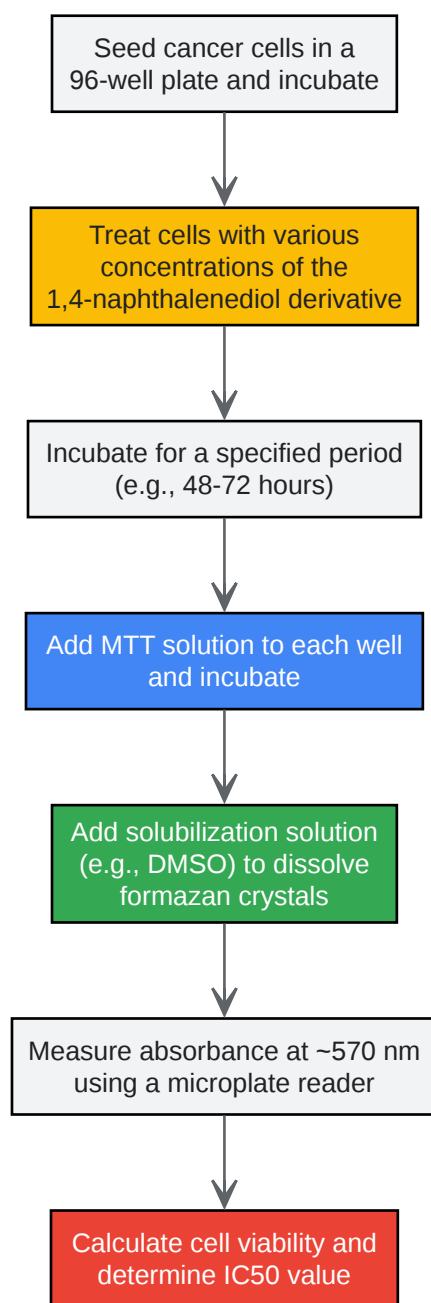 Seed cancer cells in a
96-well plate and incubate
Treat cells with various
concentrations of the
1,4-naphthalenediol derivative
Incubate for a specified period
(e.g., 48-72 hours)
Add MTT solution to each well
and incubate
Add solubilization solution
(e.g., DMSO) to dissolve
formazan crystals
Measure absorbance at ~570 nm
using a microplate reader
Calculate cell viability and
determine IC50 value